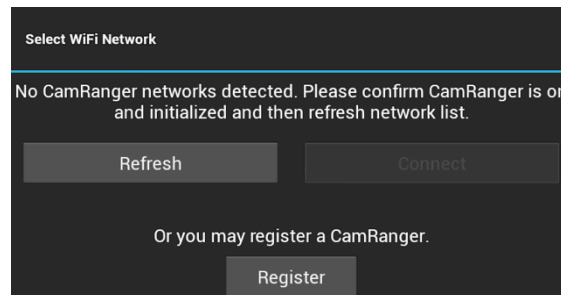 Select WiFi Network
No CamRanger networks detected. Please confirm CamRanger is on
and initialized and then refresh network list.
Refresh
Connect
Or you may register a CamRanger.
Register